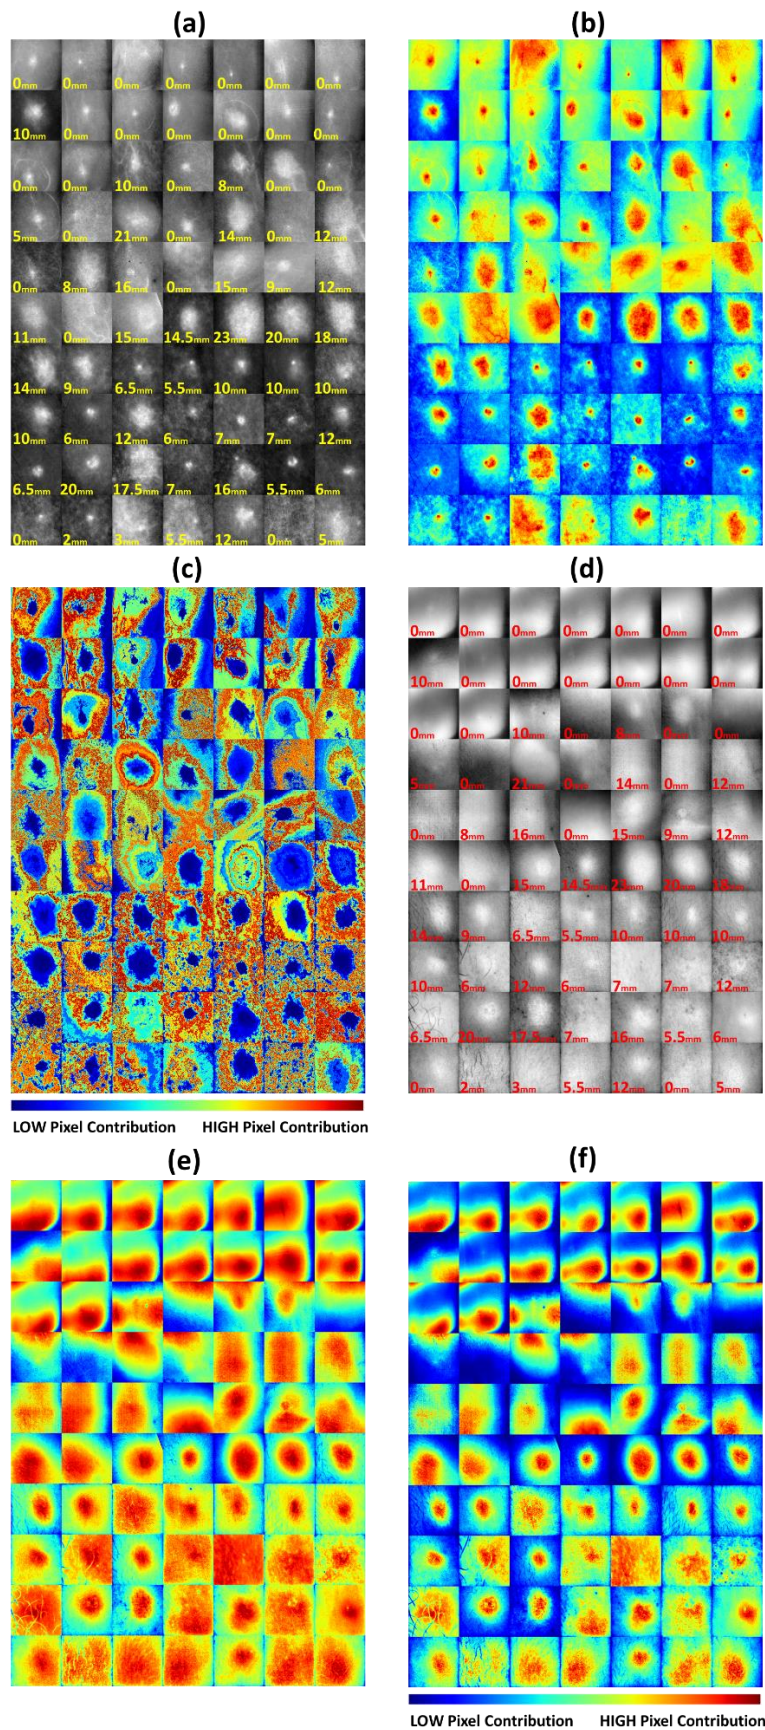 (a) (b)
0mm 0mm 0mm 0mm 0mm 0mm 0mm
10mm 0mm 0mm 0mm 0mm 0mm 0mm
0mm 0mm 10mm 0mm 8mm 0mm 0mm
5mm 0mm 21mm 0mm 14mm 0mm 12mm
0mm 8mm 16mm 0mm 15mm 9mm 12mm
11mm 0mm 15mm 14.5mm 23mm 20mm 18mm
14mm 9mm 6.5mm 5.5mm 10mm 10mm 10mm
10mm 6mm 12mm 6mm 7mm 7mm 12mm
6.5mm 20mm 17.5mm 7mm 16mm 5.5mm 6mm
0mm 2mm 3mm 5.5mm 12mm 0mm 5mm
(c) (d)
0mm 0mm 0mm 0mm 0mm 0mm 0mm
10mm 0mm 0mm 0mm 0mm 0mm 0mm
0mm 0mm 10mm 0mm 8mm 0mm 0mm
5mm 0mm 21mm 0mm 14mm 0mm 12mm
0mm 8mm 16mm 0mm 15mm 9mm 12mm
11mm 0mm 15mm 14.5mm 23mm 20mm 18mm
14mm 9mm 6.5mm 5.5mm 10mm 10mm 10mm
10mm 6mm 12mm 6mm 7mm 7mm 12mm
6.5mm 20mm 17.5mm 7mm 16mm 5.5mm 6mm
0mm 2mm 3mm 5.5mm 12mm 0mm 5mm
LOW Pixel Contribution HIGH Pixel Contribution
(e) (f)
LOW Pixel Contribution HIGH Pixel Contribution